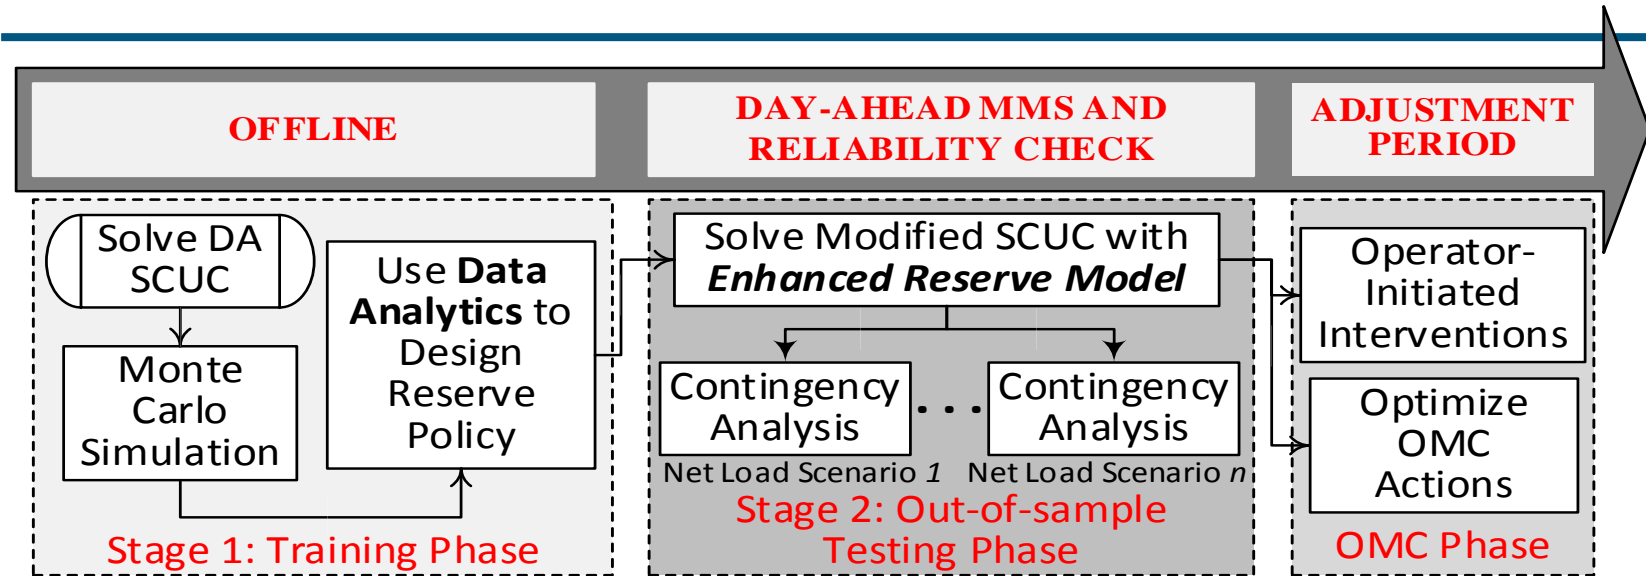 OFFLINE
DAY-AHEAD MMS AND
RELIABILITY CHECK
ADJUSTMENT
PERIOD
Solve DA
SCUC
Monte
Carlo
Simulation
Use Data
Analytics to
Design
Reserve
Policy
Stage 1: Training Phase
Solve Modified SCUC with
Enhanced Reserve Model
Contingency
Analysis
...
Contingency
Analysis
Net Load Scenario 1
Net Load Scenario n
Stage 2: Out-of-sample
Testing Phase
Operator-
Initiated
Interventions
Optimize
OMC
Actions
OMC Phase